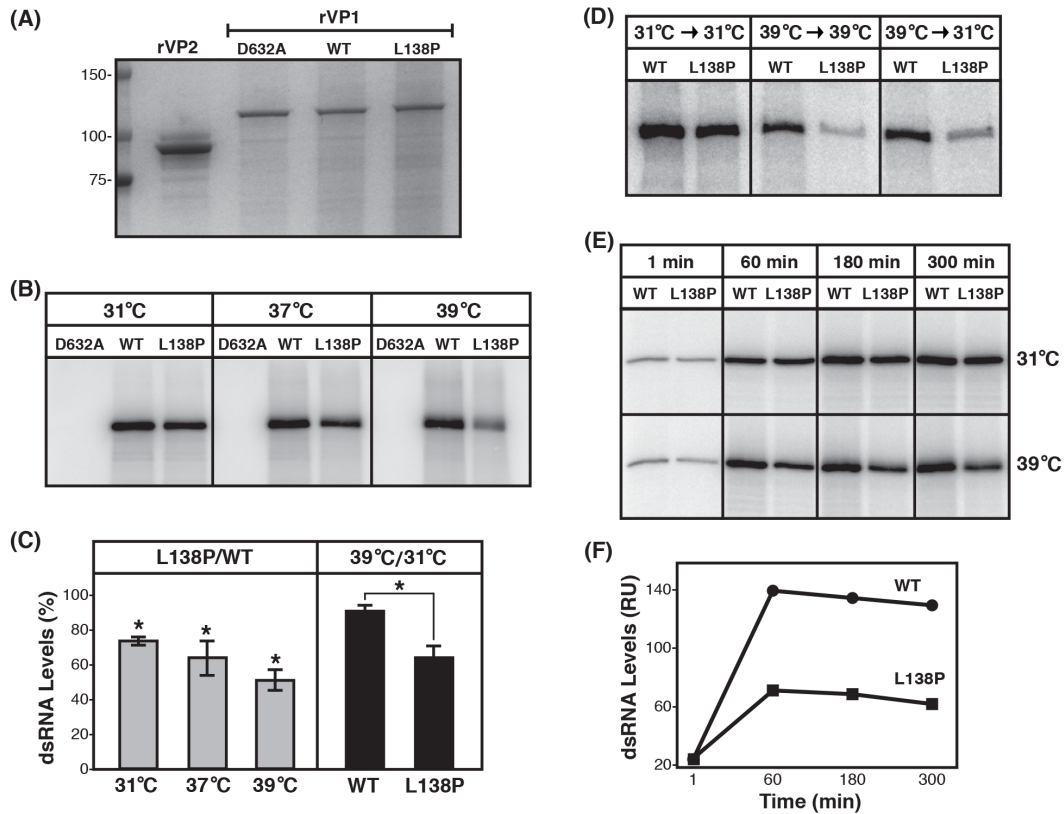 (A)
rVP1
rVP2
D632A WT L138P
150-
100-
75-
(B)
31°C 37°C 39°C
D632A WT L138P D632A WT L138P D632A WT L138P
(C)
L138P/WT 39°C/31°C
dsRNA Levels (%)
100
80
60
40
20
0
* * * *
31°C 37°C 39°C WT L138P
(D)
31°C → 31°C 39°C → 39°C 39°C → 31°C
WT L138P WT L138P WT L138P
(E)
1 min 60 min 180 min 300 min
WT L138P WT L138P WT L138P WT L138P
31°C
39°C
(F)
dsRNA Levels (RU)
140
100
60
20
WT
L138P
1 60 180 300
Time (min)